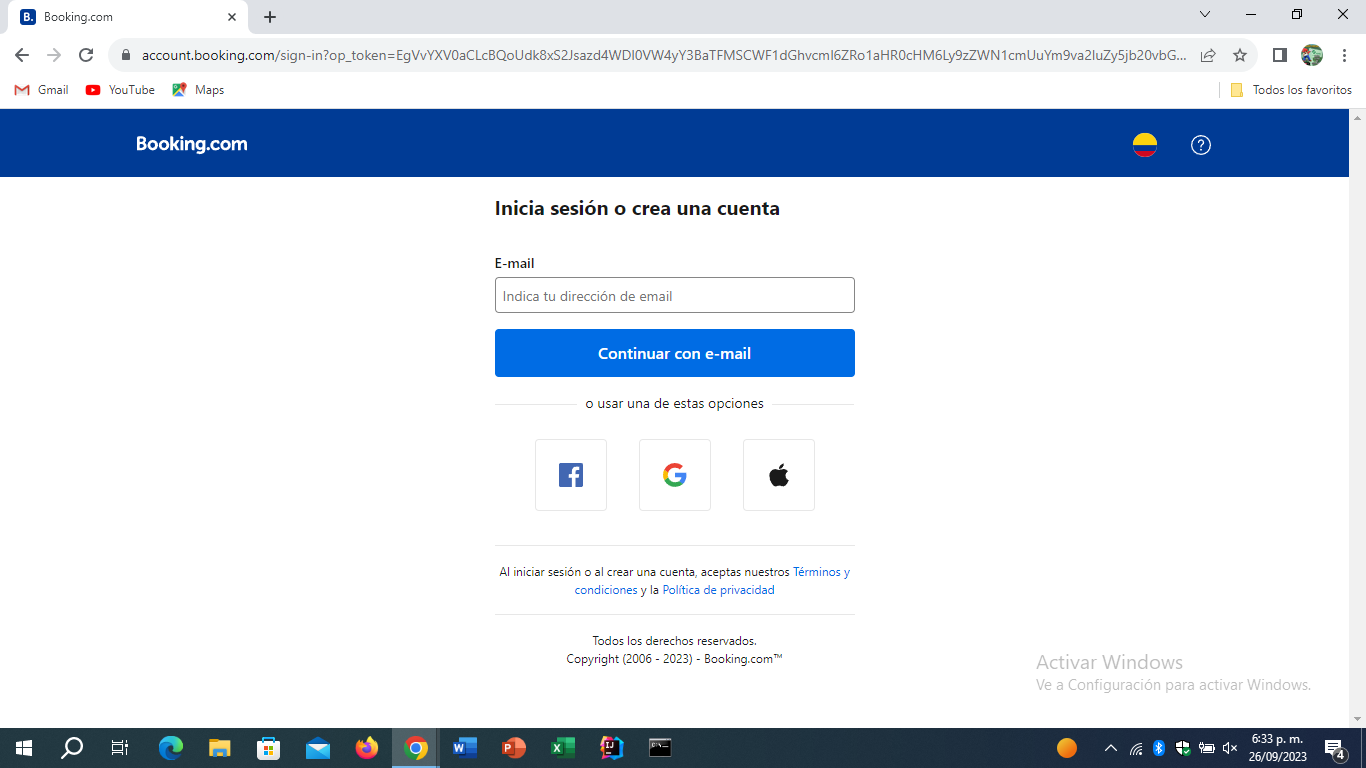 Booking.com
account.booking.com/sign-in?op_token=EgVvYXV0aCLcBQoUdk8xS2Jsazd4WDI0VW4yY3BaTFMSCWF1dGhvcml6ZRo1aHR0cHM6Ly9zZWN1cmUuYm9va2luZy5jb20vbG...
Gmail
YouTube
Maps
Todos los favoritos
Booking.com
Inicia sesión o crea una cuenta
E-mail
Indica tu dirección de email
Continuar con e-mail
o usar una de estas opciones
Al iniciar sesión o al crear una cuenta, aceptas nuestros Términos y
condiciones y la Política de privacidad
Todos los derechos reservados.
Copyright (2006 - 2023) - Booking.com™
Activar Windows
Ve a Configuración para activar Windows.
6:33 p. m.
26/09/2023
4